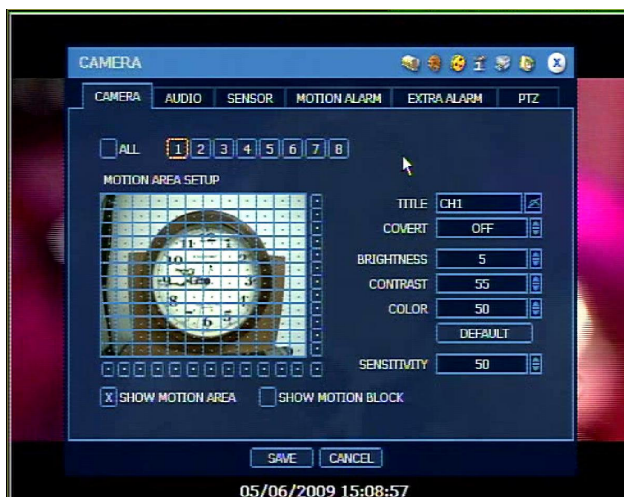 CAMERA
CAMERA AUDIO SENSOR MOTION ALARM EXTRA ALARM PTZ
ALL 1 2 3 4 5 6 7 8
MOTION AREA SETUP
TITLE CH1
COVERT OFF
BRIGHTNESS 5
CONTRAST 55
COLOR 50
DEFAULT
SENSITIVITY 50
X SHOW MOTION AREA SHOW MOTION BLOCK
SAVE CANCEL
05/06/2009 15:08:57